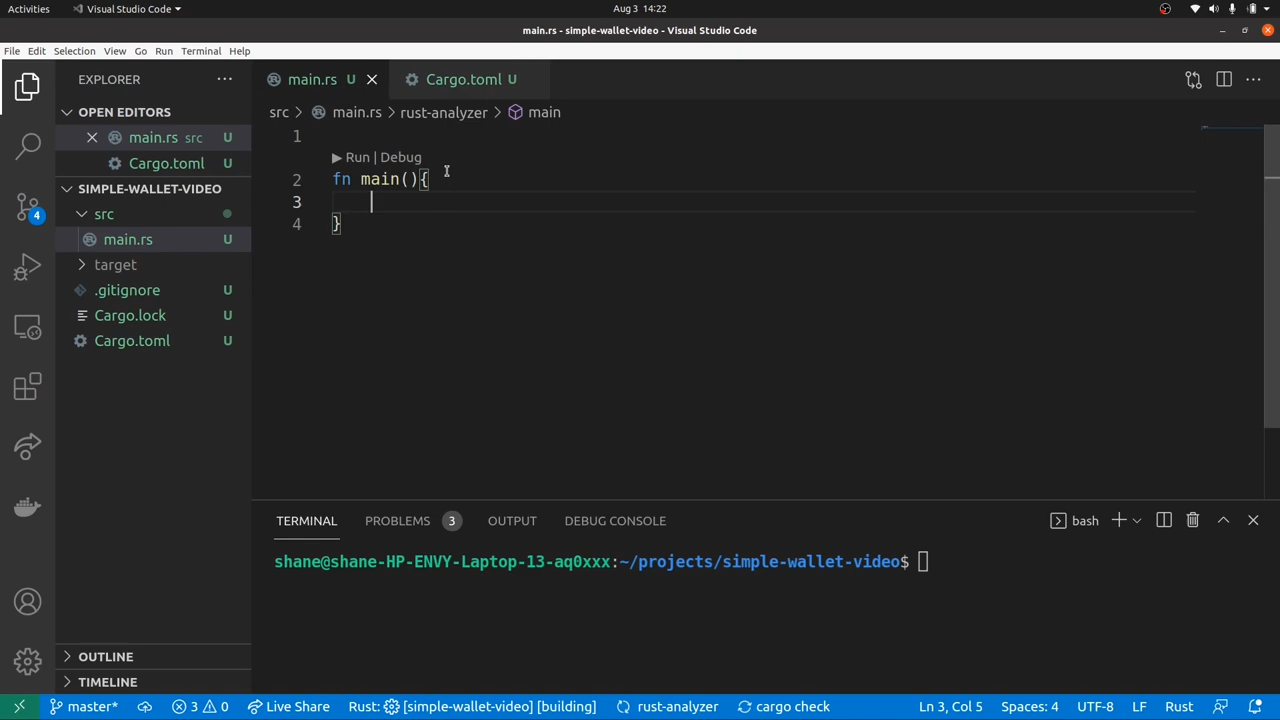 Activities Visual Studio Code Aug 3 14:22
main.rs - simple-wallet-video - Visual Studio Code
File Edit Selection View Go Run Terminal Help
EXPLORER
OPEN EDITORS
main.rs src U
Cargo.toml U
SIMPLE-WALLET-VIDEO
src
main.rs U
target
.gitignore U
Cargo.lock U
Cargo.toml U
OUTLINE
TIMELINE
4
main.rs U Cargo.toml U
src > main.rs > rust-analyzer > main
1
Run | Debug
2 fn main(){
3
4 }
TERMINAL PROBLEMS 3 OUTPUT DEBUG CONSOLE bash
shane@shane-HP-ENVY-Laptop-13-aq0xxx:~/projects/simple-wallet-video$
master* 3 0 Live Share Rust: [simple-wallet-video] [building] rust-analyzer cargo check Ln 3, Col 5 Spaces: 4 UTF-8 LF Rust